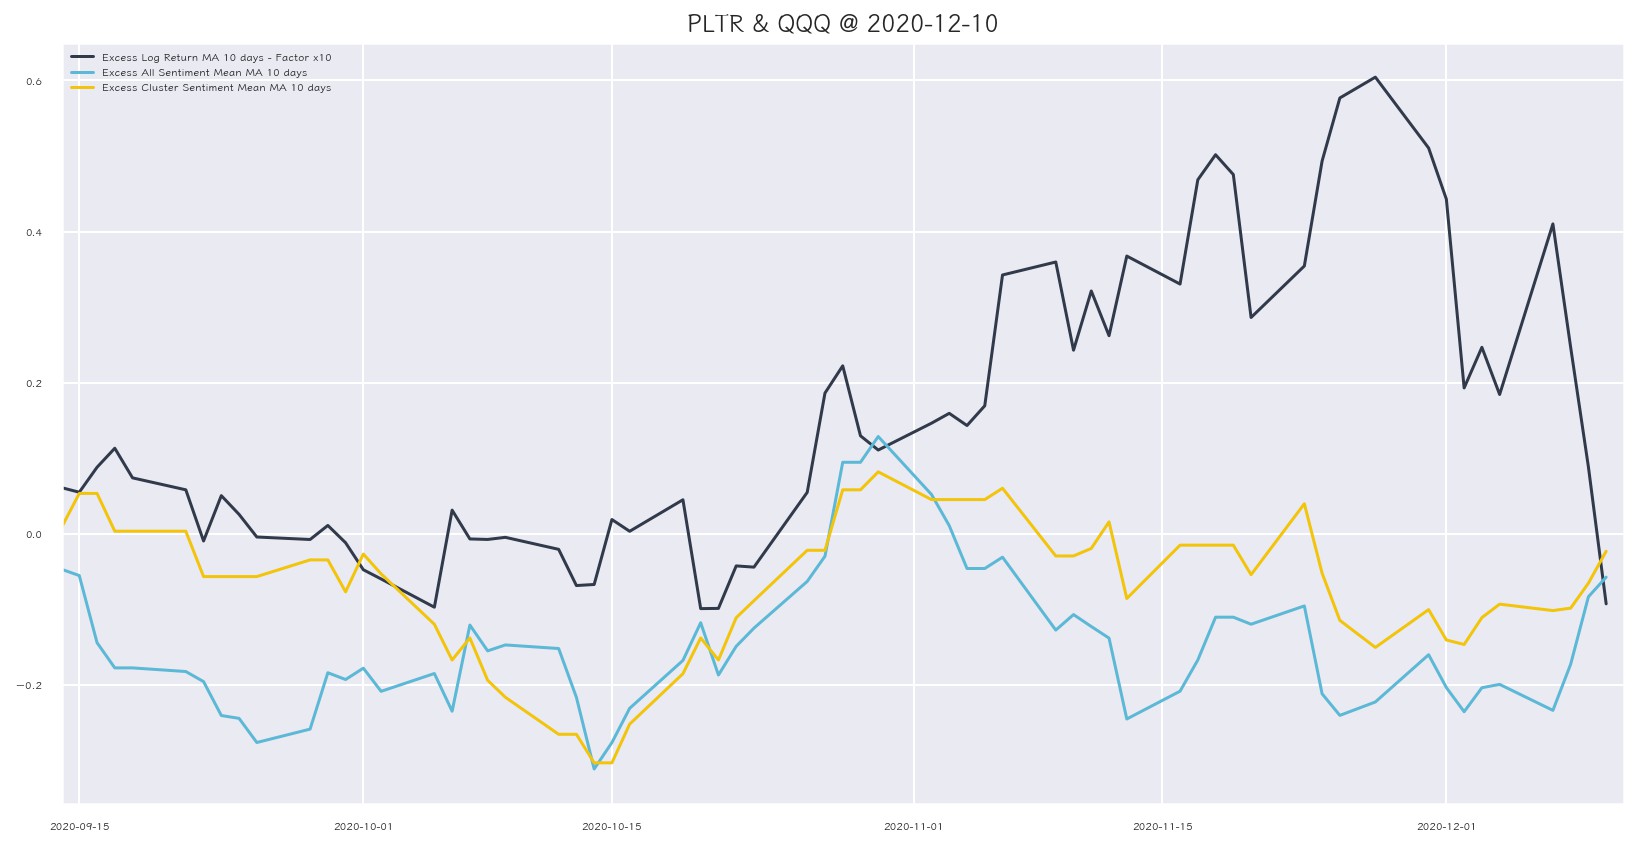 PLTR & QQQ @ 2020-12-10
Excess Log Return MA 10 days - Factor x10
Excess All Sentiment Mean MA 10 days
Excess Cluster Sentiment Mean MA 10 days
0.6
0.4
0.2
0.0
−0.2
2020-09-15 2020-10-01 2020-10-15 2020-11-01 2020-11-15 2020-12-01